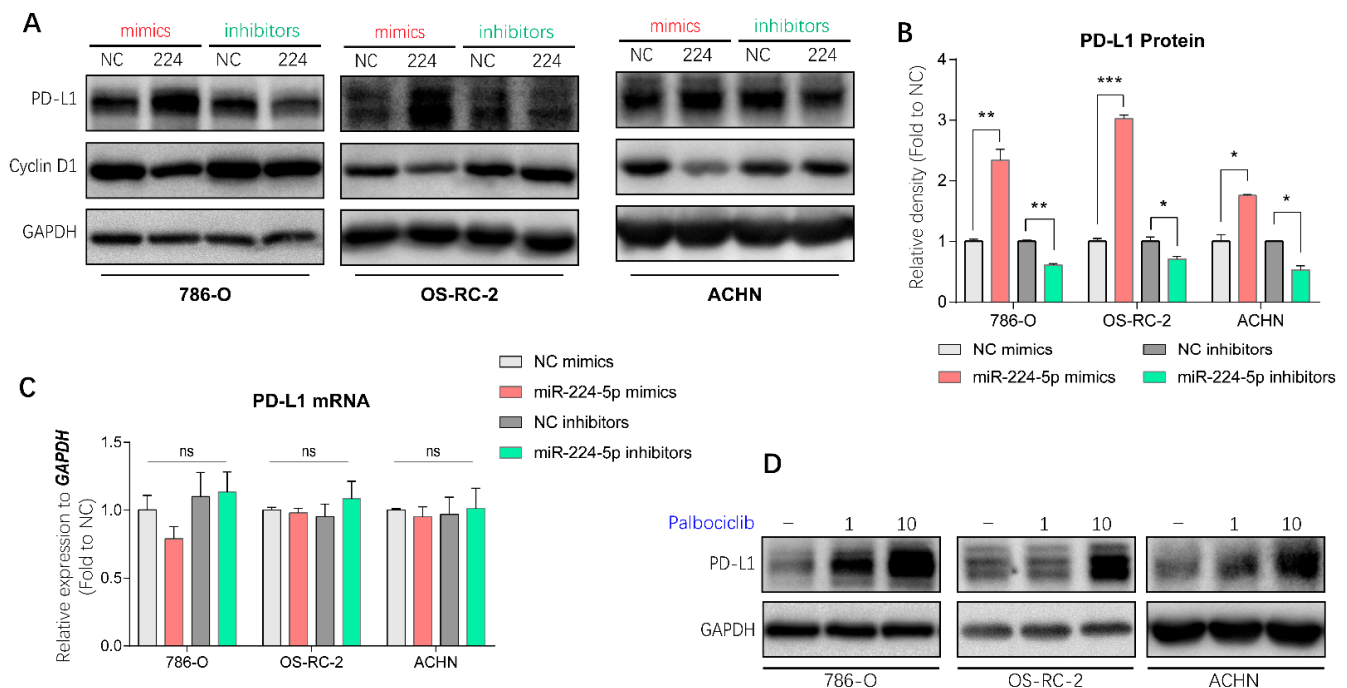 A
mimics inhibitors
NC 224 NC 224
PD-L1
Cyclin D1
GAPDH
786-O
mimics inhibitors
NC 224 NC 224
OS-RC-2
mimics inhibitors
NC 224 NC 224
ACHN
B
PD-L1 Protein
Relative density (Fold to NC)
4
3
2
1
0
** ** *** * * *
786-O OS-RC-2 ACHN
NC mimics NC inhibitors
miR-224-5p mimics miR-224-5p inhibitors
C
PD-L1 mRNA
NC mimics
miR-224-5p mimics
NC inhibitors
miR-224-5p inhibitors
Relative expression to GAPDH
(Fold to NC)
1.5
1.0
0.5
0.0
ns ns ns
786-O OS-RC-2 ACHN
D
Palbociclib – 1 10 – 1 10 – 1 10
PD-L1
GAPDH
786-O OS-RC-2 ACHN